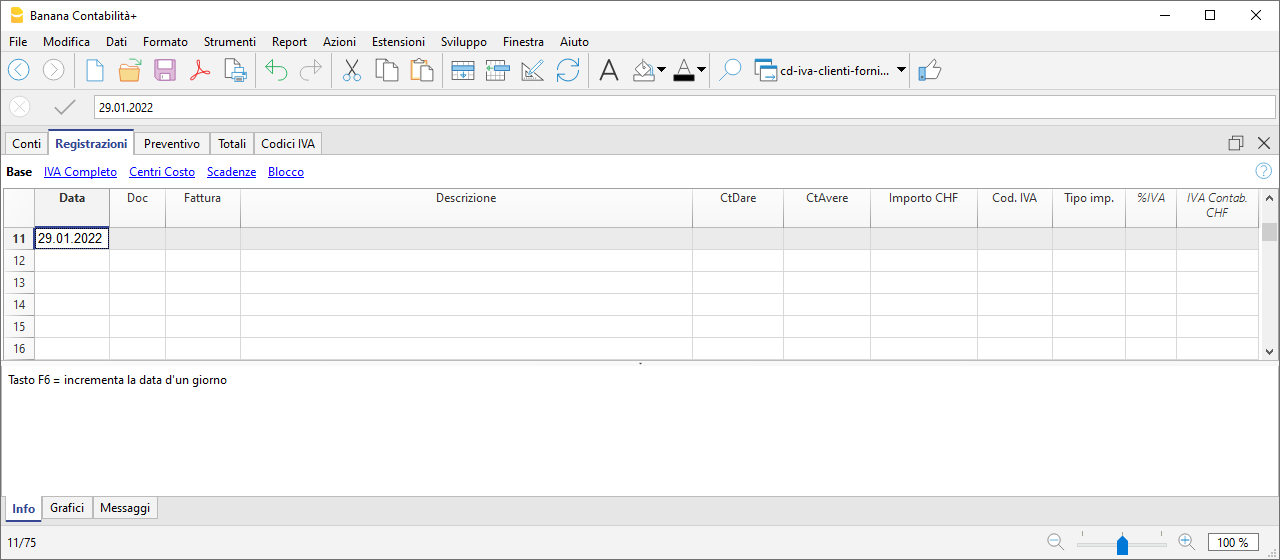 Banana Contabilità+
File Modifica Dati Formato Strumenti Report Azioni Estensioni Sviluppo Finestra Aiuto
cd-iva-clienti-forni...
29.01.2022
Conti Registrazioni Preventivo Totali Codici IVA
Base IVA Completo Centri Costo Scadenze Blocco
Data Doc Fattura Descrizione CtDare CtAvere Importo CHF Cod. IVA Tipo imp. %IVA IVA Contab. CHF
11 29.01.2022
12
13
14
15
16
Tasto F6 = incrementa la data d'un giorno
Info Grafici Messaggi
11/75 100 %